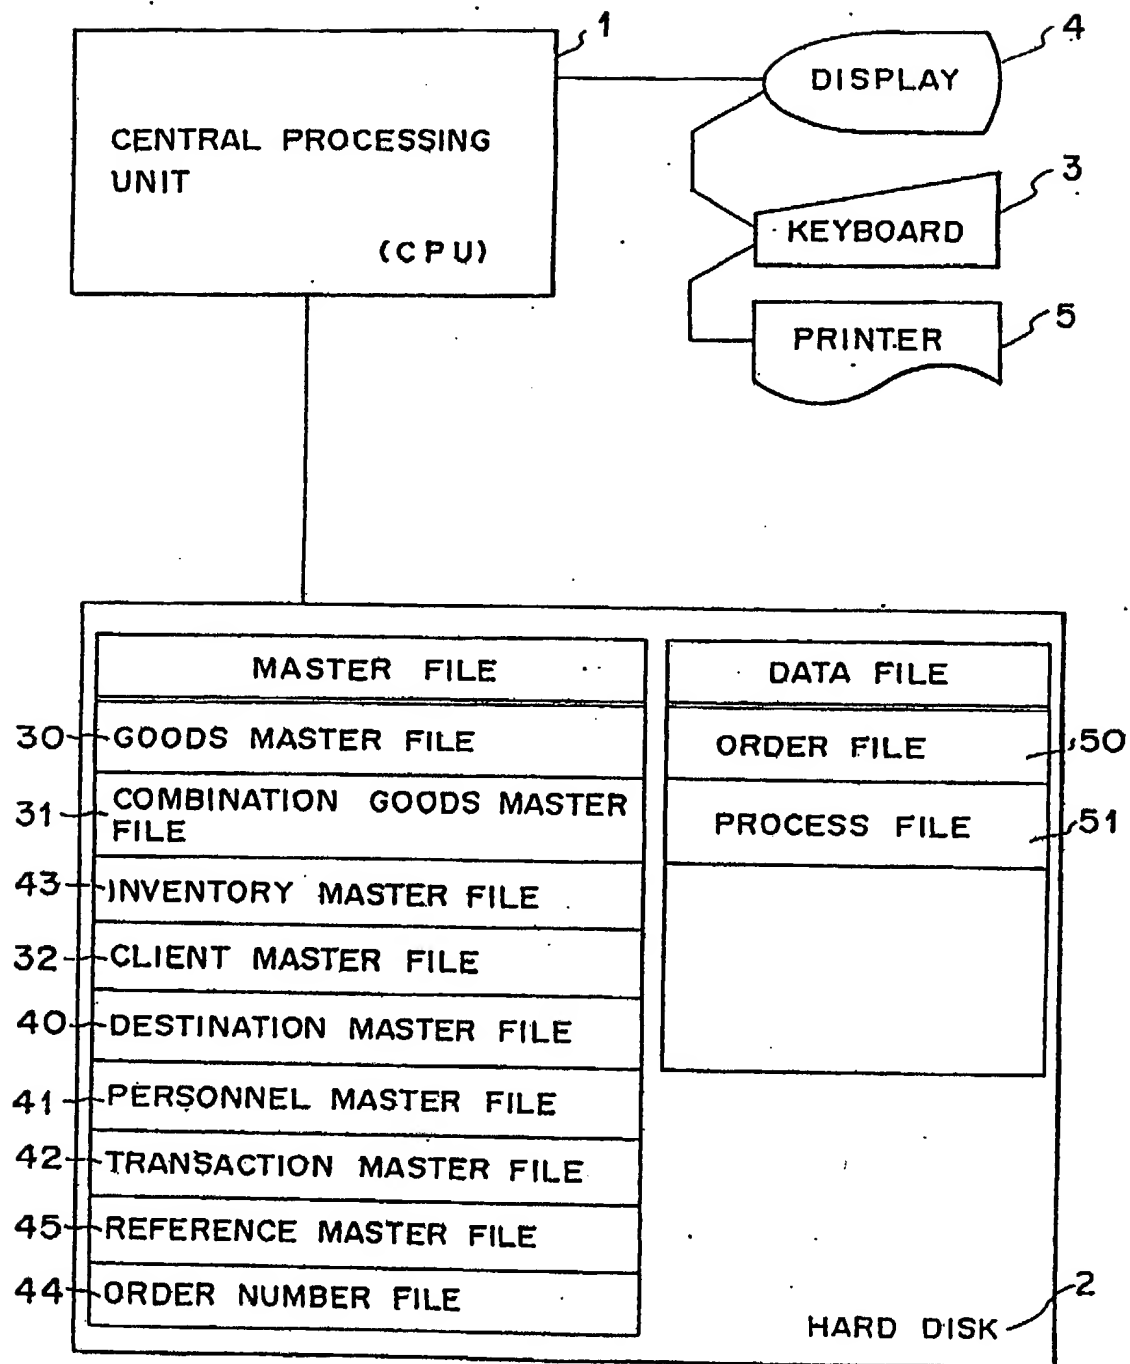 1
CENTRAL PROCESSING
UNIT
(CPU)
4
DISPLAY
3
KEYBOARD
5
PRINTER
MASTER FILE
30 GOODS MASTER FILE
31 COMBINATION GOODS MASTER
FILE
43 INVENTORY MASTER FILE
32 CLIENT MASTER FILE
40 DESTINATION MASTER FILE
41 PERSONNEL MASTER FILE
42 TRANSACTION MASTER FILE
45 REFERENCE MASTER FILE
44 ORDER NUMBER FILE
DATA FILE
ORDER FILE 50
PROCESS FILE 51
HARD DISK 2